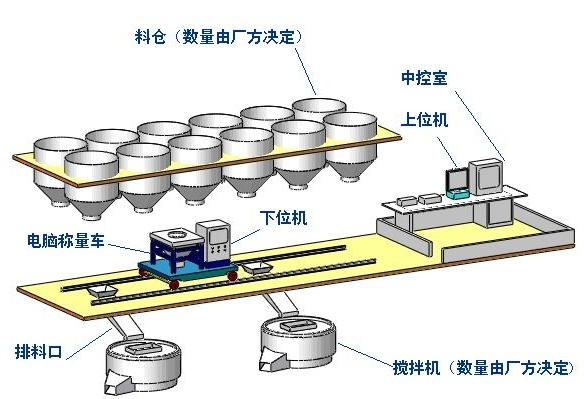 料仓（数量由厂方决定）
中控室
上位机
下位机
电脑称量车
排料口
搅拌机（数量由厂方决定）